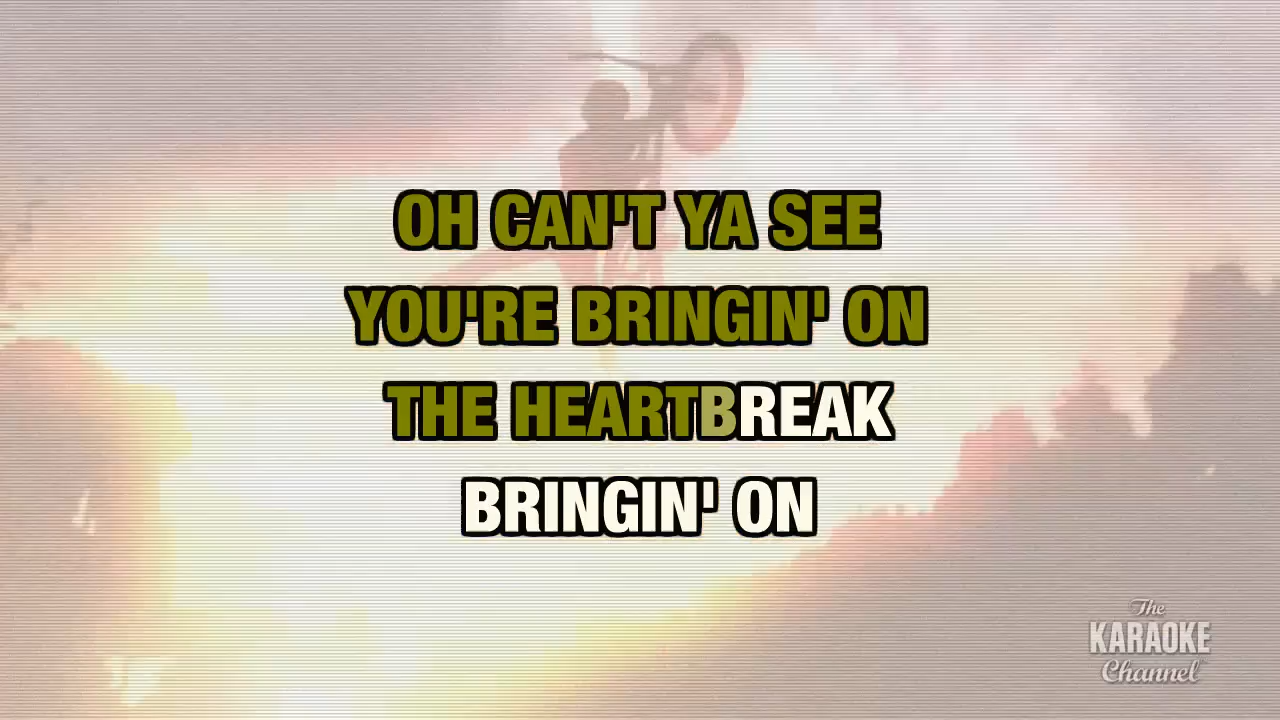 OH CAN'T YA SEE
YOU'RE BRINGIN' ON
THE HEARTBREAK
BRINGIN' ON
The
KARAOKE
Channel